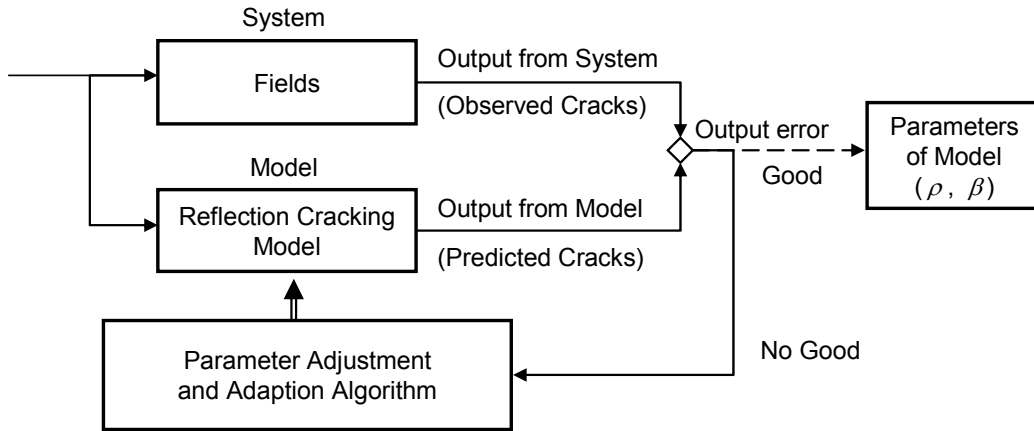 System
Fields
Output from System
(Observed Cracks)
Output error
Good
Parameters
of Model
( ρ , β )
Model
Reflection Cracking
Model
Output from Model
(Predicted Cracks)
No Good
Parameter Adjustment
and Adaption Algorithm